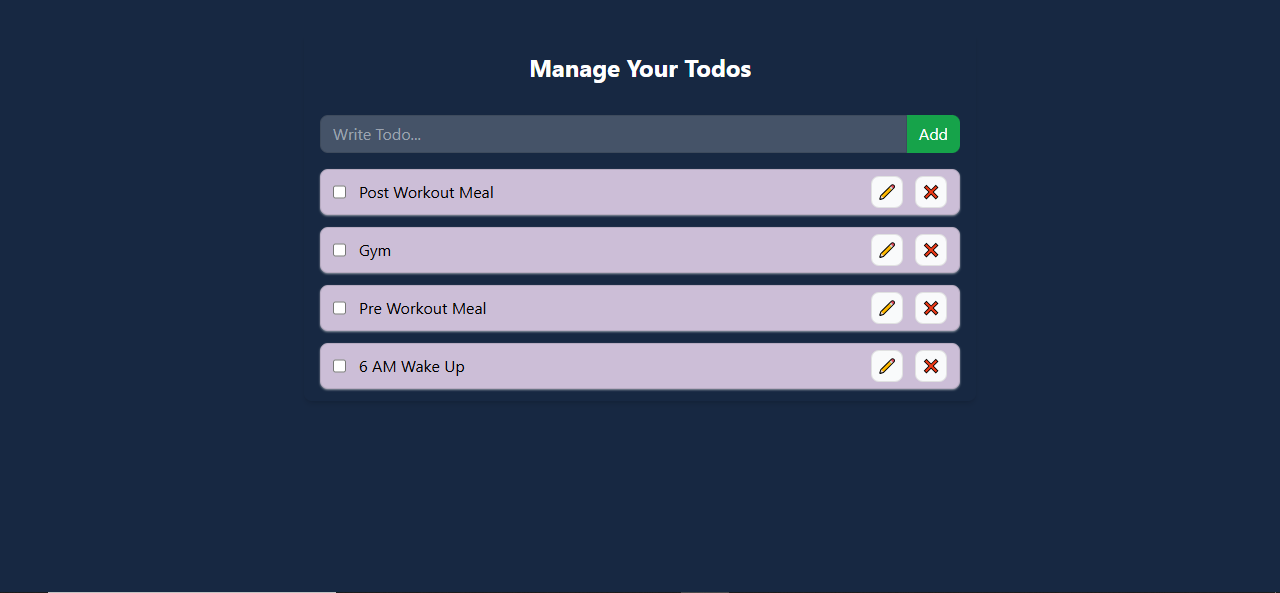 Manage Your Todos
Write Todo...
Add
Post Workout Meal
Gym
Pre Workout Meal
6 AM Wake Up